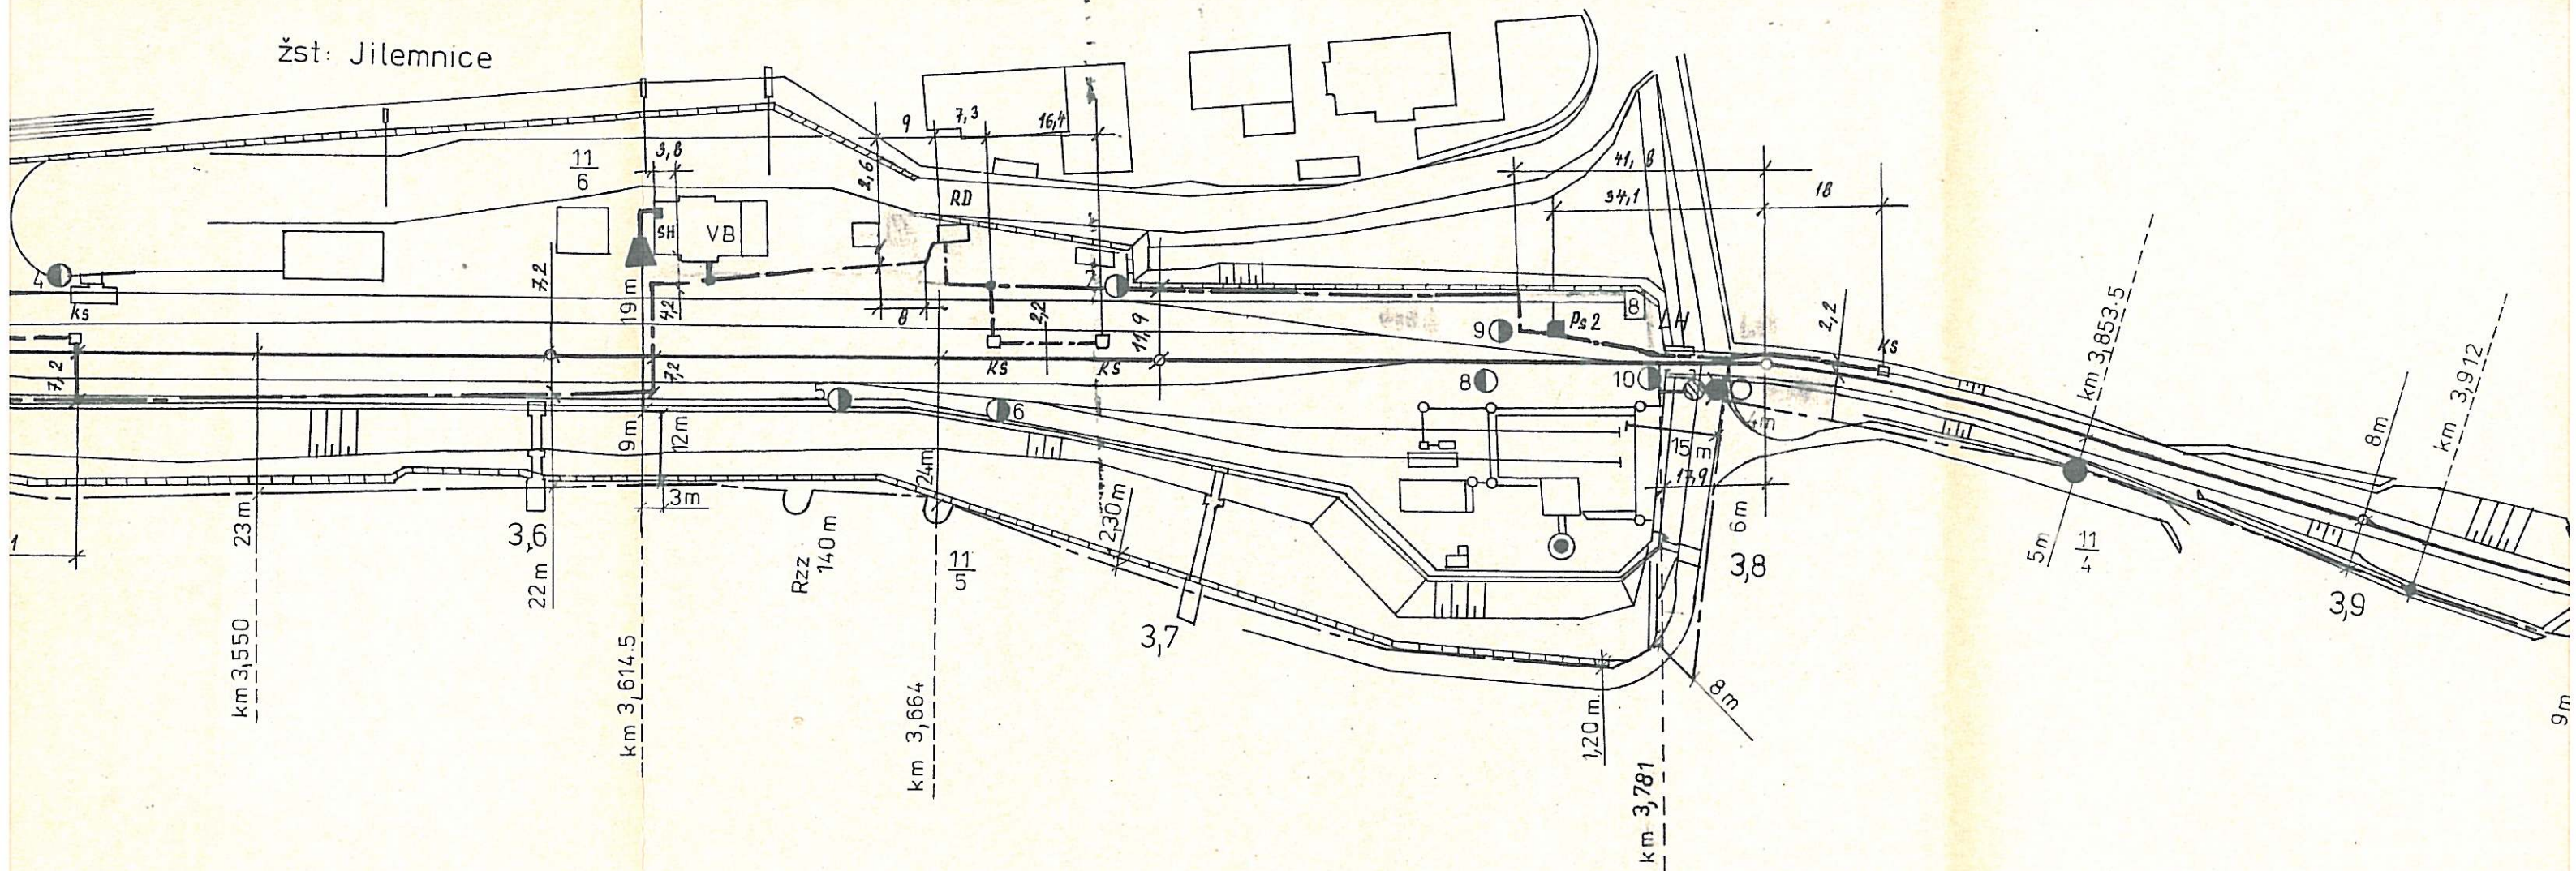 žst: Jilemnice
9
7,3
16,4
11
6
3,8
2,6
41,8
34,1
18
RD
SH
VB
4
7,2
19 m
4,2
8
2,2
7
11,9
8
9
Ps 2
ΔH
2,2
ks
ks
7,2
7,2
ks
ks
5
6
8
10
4m
15 m
17,9
6 m
9m
12m
24m
3m
23 m
22 m
3,6
Rzz
140 m
11
5
2,30m
3,7
3,8
8m
1,20 m
km 3,550
km 3,614.5
km 3,664
km 3,781
km 3,853.5
5m
11
4
8m
km 3,912
3,9
9m
1